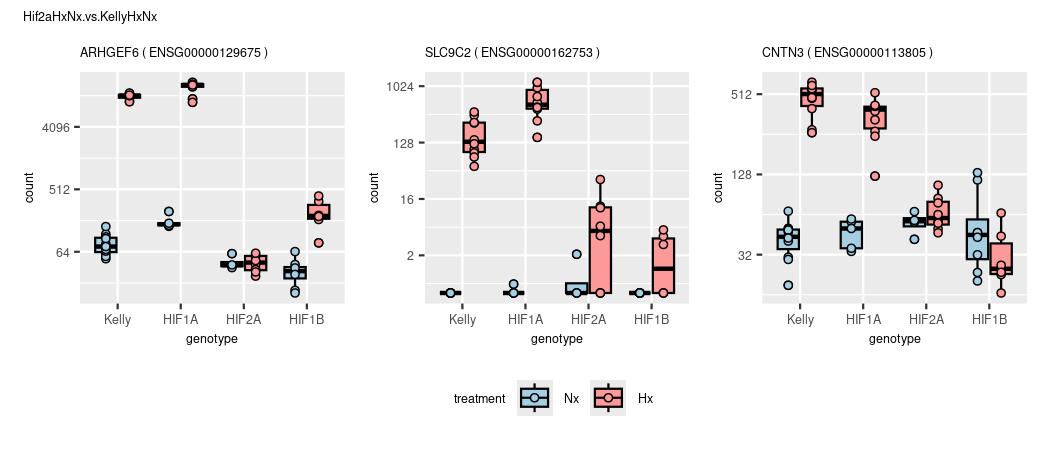 Hif2aHxNx.vs.KellyHxNx
ARHGEF6 ( ENSG00000129675 )
4096
512
64
count
Kelly HIF1A HIF2A HIF1B
genotype
SLC9C2 ( ENSG00000162753 )
1024
128
16
2
count
Kelly HIF1A HIF2A HIF1B
genotype
CNTN3 ( ENSG00000113805 )
512
128
32
count
Kelly HIF1A HIF2A HIF1B
genotype
treatment Nx Hx